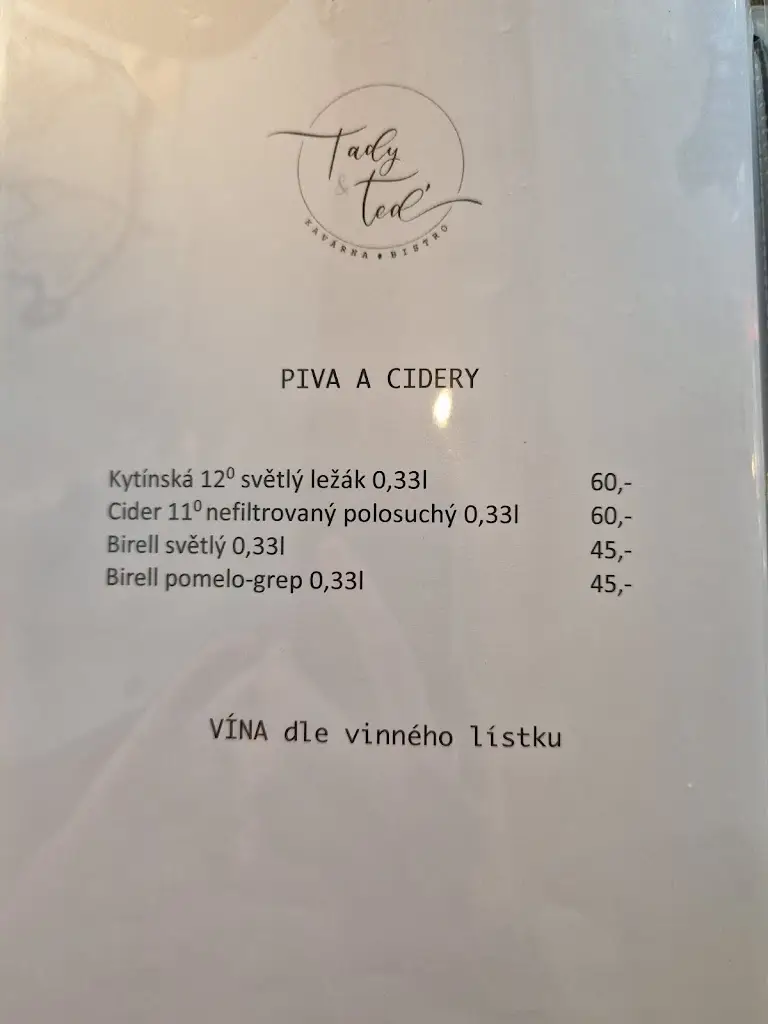 Tady
& Teď
KAVÁRNA • BISTRO
PIVA A CIDERY
Kytínská 12⁰ světlý ležák 0,33l 60,-
Cider 11⁰ nefiltrovaný polosuchý 0,33l 60,-
Birell světlý 0,33l 45,-
Birell pomelo-grep 0,33l 45,-
VÍNA dle vinného lístku